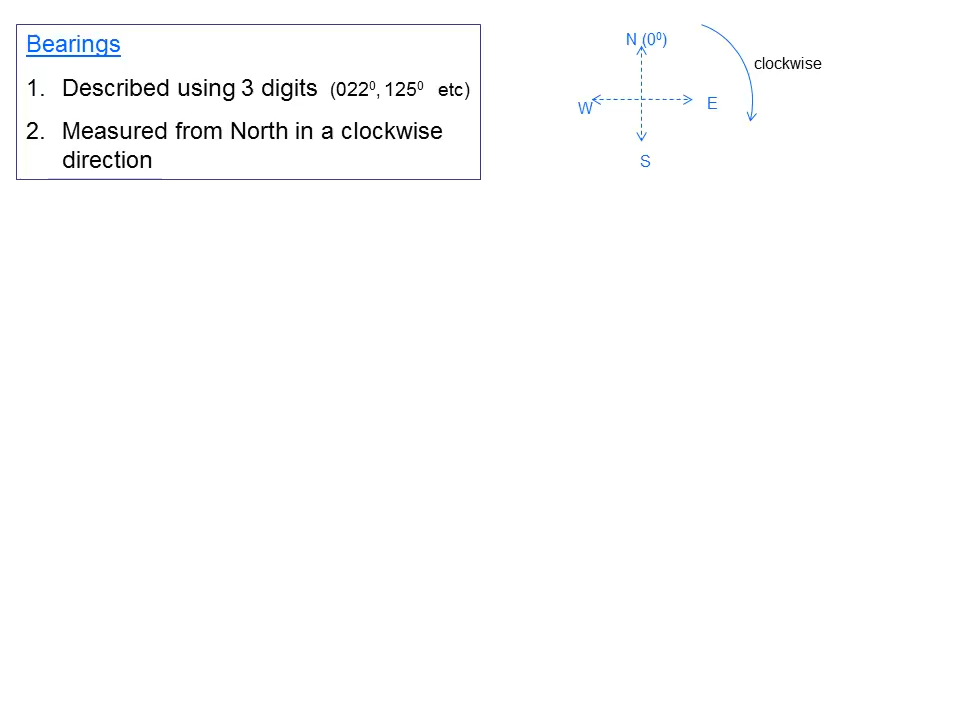 Bearings
1. Described using 3 digits (022⁰, 125⁰ etc)
2. Measured from North in a clockwise
direction
N (0⁰)
clockwise
W
E
S